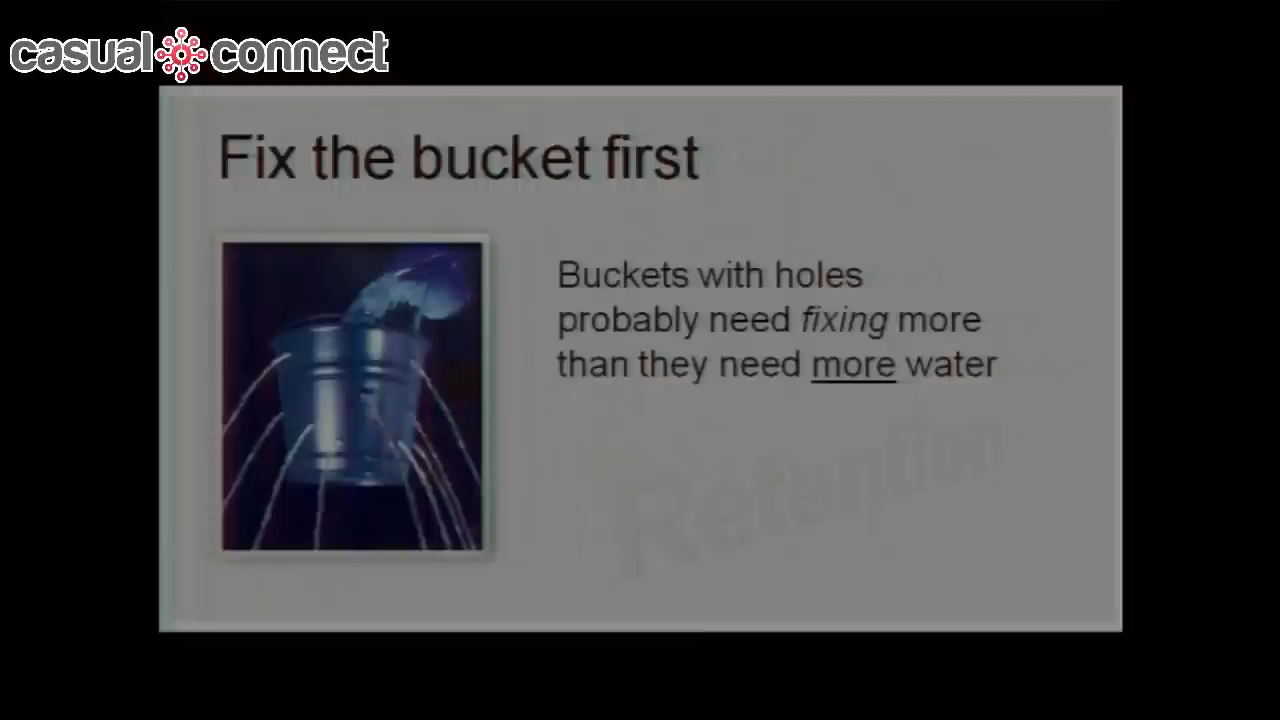 casual connect
Fix the bucket first
Buckets with holes
probably need fixing more
than they need more water
Retention